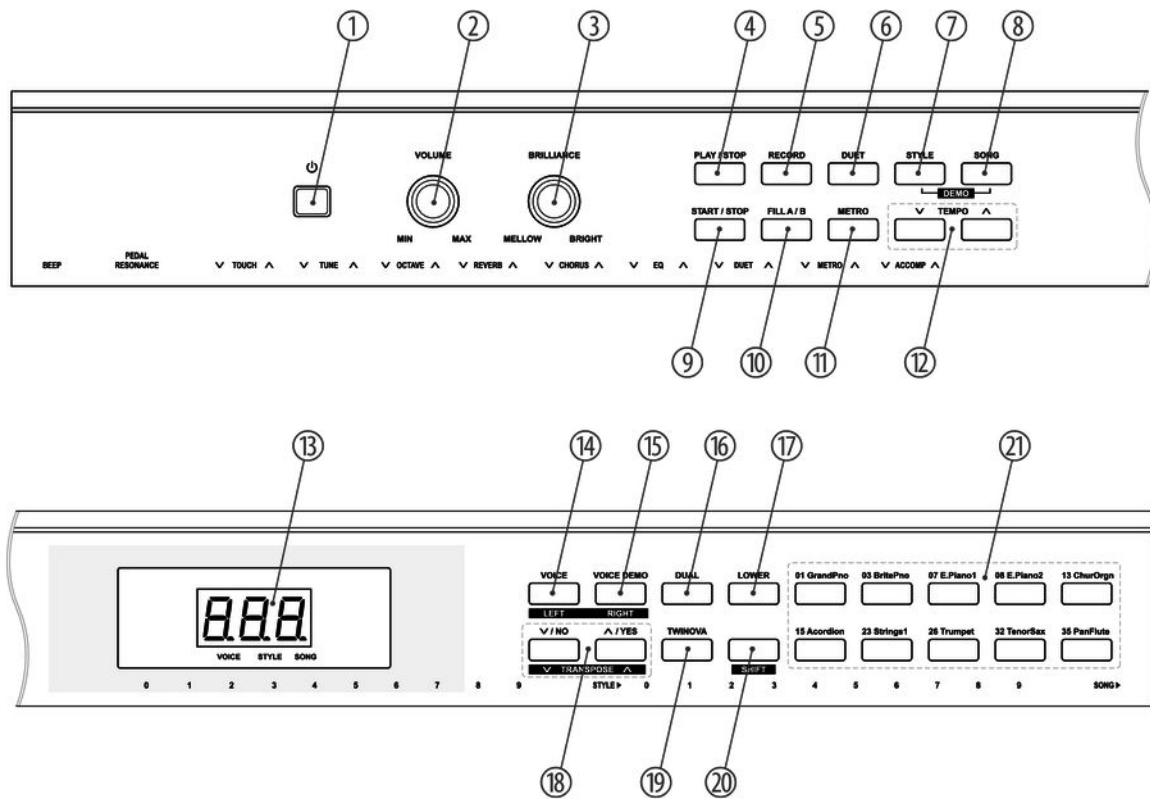 ① ② ③ ④ ⑤ ⑥ ⑦ ⑧
VOLUME BRILLIANCE PLAY / STOP RECORD DUET STYLE SONG
DEMO
START / STOP FILL A / B METRO ∨ TEMPO ∧
MIN MAX MELLOW BRIGHT
BEEP PEDAL RESONANCE ∨ TOUCH ∧ ∨ TUNE ∧ ∨ OCTAVE ∧ ∨ REVERB ∧ ∨ CHORUS ∧ ∨ EQ ∧ ∨ DUET ∧ ∨ METRO ∧ ∨ ACCOMP ∧
⑨ ⑩ ⑪ ⑫
⑬ ⑭ ⑮ ⑯ ⑰ ㉑
VOICE VOICE DEMO DUAL LOWER 01 GrandPno 03 BritePno 07 E.Piano1 08 E.Piano2 13 ChurOrgn
LEFT RIGHT
8.8.8
∨ / NO ∧ / YES TWINOVA 15 Acordion 23 Strings1 26 Trumpet 32 TenorSax 35 PanFlute
VOICE STYLE SONG
∨ TRANSPOSE ∧ SHIFT
0 1 2 3 4 5 6 7 8 9 STYLE ▶ 0 1 2 3 4 5 6 7 8 9 SONG ▶
⑱ ⑲ ⑳